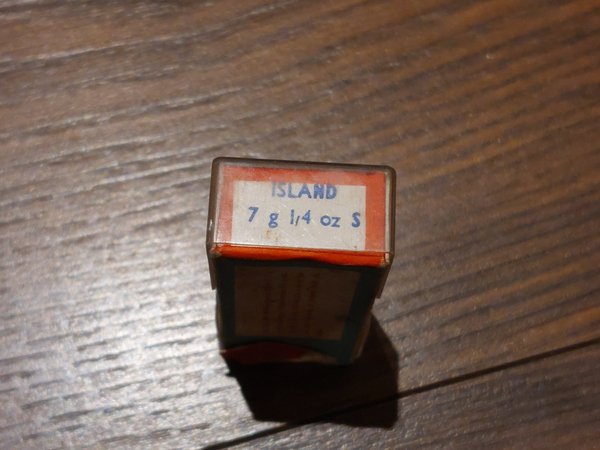 ISLAND
7 g 1/4 oz S